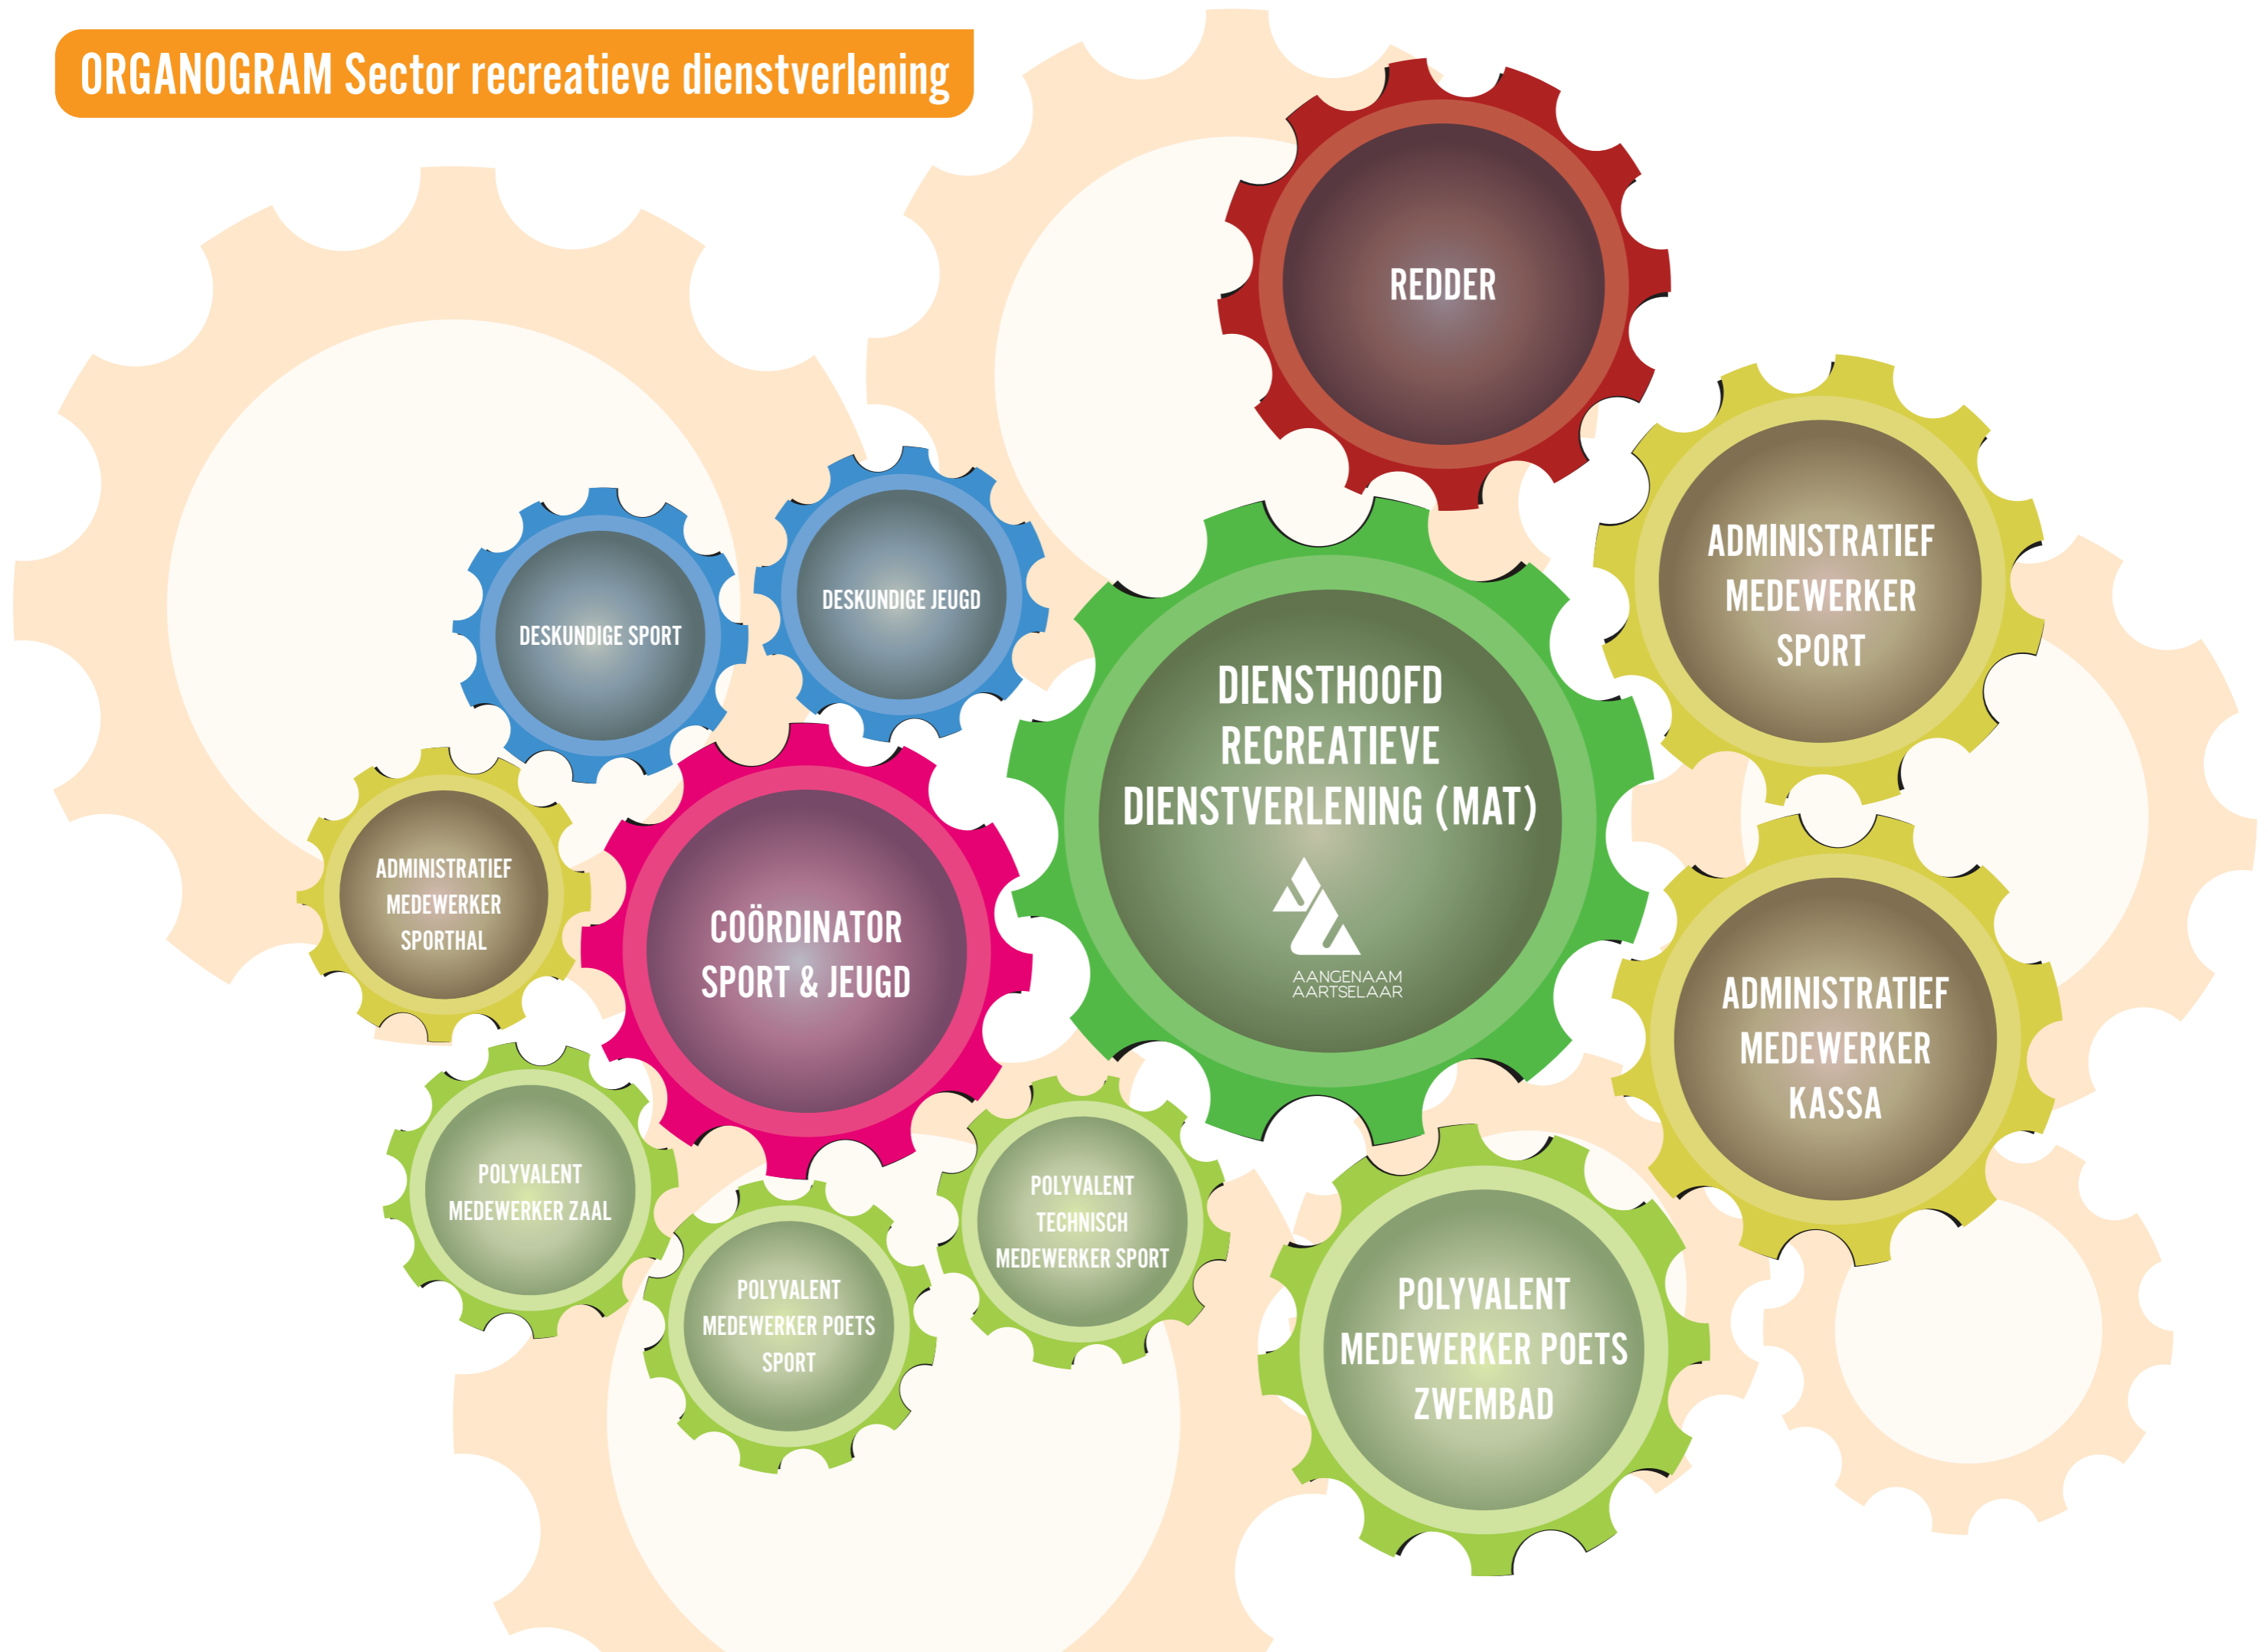 ORGANOGRAM Sector recreatieve dienstverlening
REDDER
ADMINISTRATIEF
MEDEWERKER
SPORT
DESKUNDIGE JEUGD
DESKUNDIGE SPORT
DIENSTHOOFD
RECREATIEVE
DIENSTVERLENING (MAT)
AANGENAAM
AARTSELAAR
ADMINISTRATIEF
MEDEWERKER
SPORTHAL
COÖRDINATOR
SPORT & JEUGD
ADMINISTRATIEF
MEDEWERKER
KASSA
POLYVALENT
MEDEWERKER ZAAL
POLYVALENT
TECHNISCH
MEDEWERKER SPORT
POLYVALENT
MEDEWERKER POETS
SPORT
POLYVALENT
MEDEWERKER POETS
ZWEMBAD